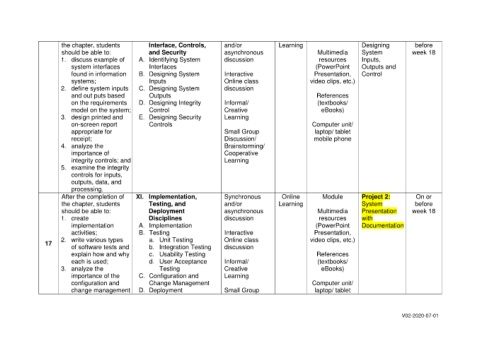 the chapter, students
should be able to:
1. discuss example of
system interfaces
found in information
systems;
2. define system inputs
and out puts based
on the requirements
model on the system;
3. design printed and
on-screen report
appropriate for
receipt;
4. analyze the
importance of
integrity controls; and
5. examine the integrity
controls for inputs,
outputs, data, and
processing.
Interface, Controls,
and Security
A. Identifying System
Interfaces
B. Designing System
Inputs
C. Designing System
Outputs
D. Designing Integrity
Control
E. Designing Security
Controls
and/or
asynchronous
discussion
Interactive
Online class
discussion
Informal/
Creative
Learning
Small Group
Discussion/
Brainstorming/
Cooperative
Learning
Learning
Multimedia
resources
(PowerPoint
Presentation,
video clips, etc.)
References
(textbooks/
eBooks)
Computer unit/
laptop/ tablet
mobile phone
Designing
System
Inputs,
Outputs and
Control
before
week 18
17
After the completion of
the chapter, students
should be able to:
1. create
implementation
activities;
2. write various types
of software tests and
explain how and why
each is used;
3. analyze the
importance of the
configuration and
change management
XI. Implementation,
Testing, and
Deployment
Disciplines
A. Implementation
B. Testing
a. Unit Testing
b. Integration Testing
c. Usability Testing
d. User Acceptance
Testing
C. Configuration and
Change Management
D. Deployment
Synchronous
and/or
asynchronous
discussion
Interactive
Online class
discussion
Informal/
Creative
Learning
Small Group
Online
Learning
Module
Multimedia
resources
(PowerPoint
Presentation,
video clips, etc.)
References
(textbooks/
eBooks)
Computer unit/
laptop/ tablet
Project 2:
System
Presentation
with
Documentation
On or
before
week 18
V02-2020-07-01